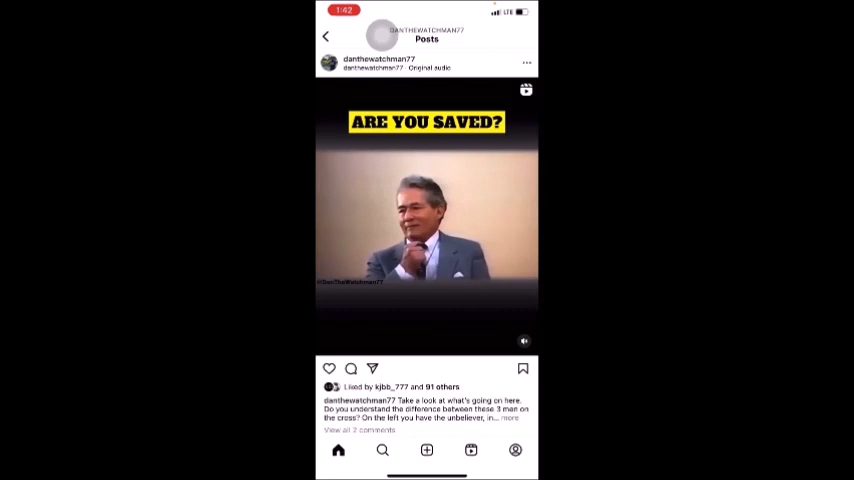 1:42
LTE
DANTHEWATCHMAN77
Posts
danthewatchman77
danthewatchman77 · Original audio
ARE YOU SAVED?
@DanTheWatchman77
Liked by kjbb_777 and 91 others
danthewatchman77 Take a look at what's going on here.
Do you understand the difference between these 3 men on
the cross? On the left you have the unbeliever, in... more
View all 2 comments